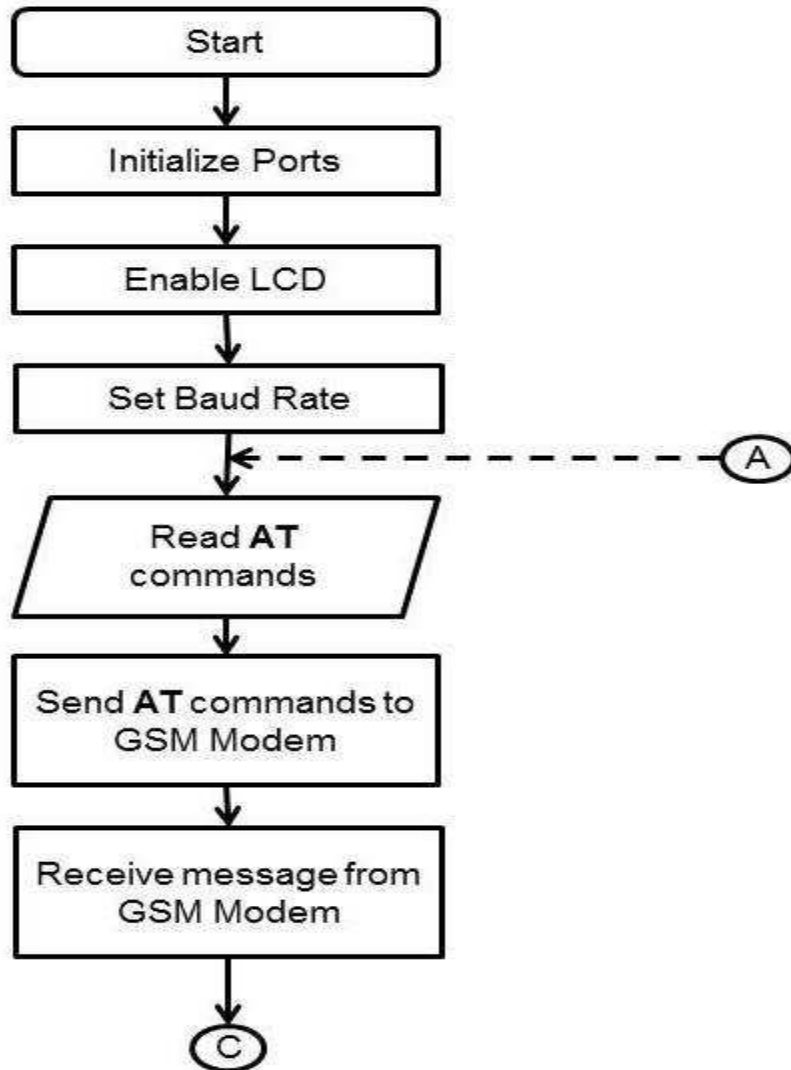 Start
Initialize Ports
Enable LCD
Set Baud Rate
A
Read AT
commands
Send AT commands to
GSM Modem
Receive message from
GSM Modem
C